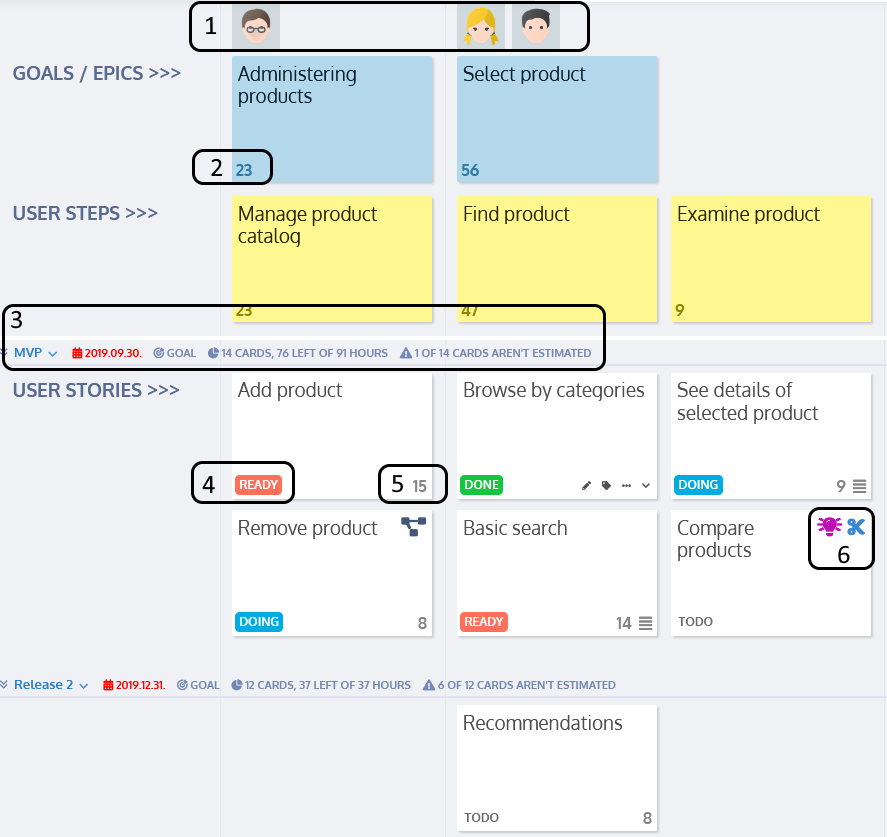 1
GOALS / EPICS >>>
Administering
products
Select product
2
23
56
USER STEPS >>>
Manage product
catalog
Find product
Examine product
23
47
9
3
MVP
2019.09.30.
GOAL
14 CARDS, 76 LEFT OF 91 HOURS
1 OF 14 CARDS AREN'T ESTIMATED
USER STORIES >>>
Add product
Browse by categories
See details of
selected product
4
READY
5
15
DONE
DOING
9
Remove product
Basic search
Compare
products
6
DOING
8
READY
14
TODO
Release 2
2019.12.31.
GOAL
12 CARDS, 37 LEFT OF 37 HOURS
6 OF 12 CARDS AREN'T ESTIMATED
Recommendations
TODO
8